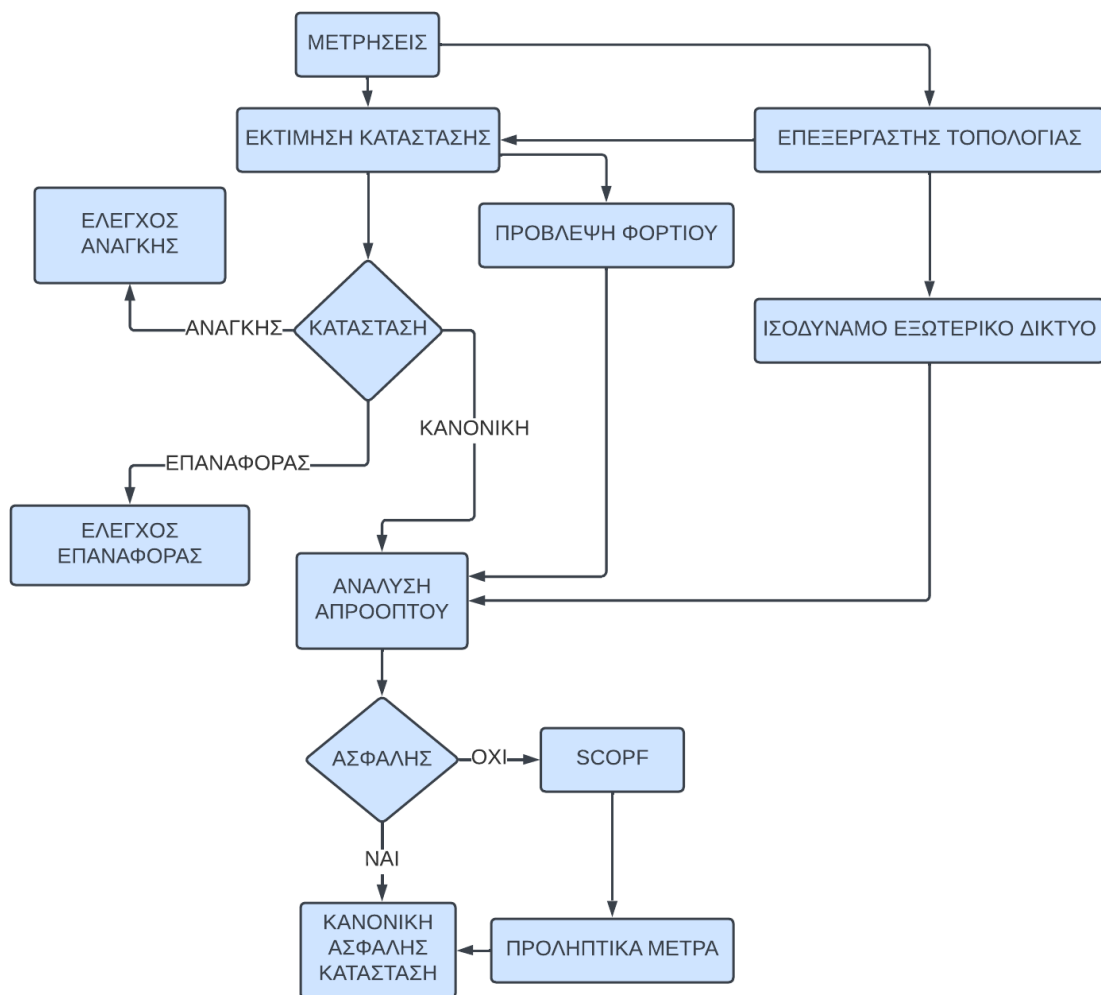 ΜΕΤΡΗΣΕΙΣ
ΕΚΤΙΜΗΣΗ ΚΑΤΑΣΤΑΣΗΣ
ΕΠΕΞΕΡΓΑΣΤΗΣ ΤΟΠΟΛΟΓΙΑΣ
ΕΛΕΓΧΟΣ
ΑΝΑΓΚΗΣ
ΠΡΟΒΛΕΨΗ ΦΟΡΤΙΟΥ
ΑΝΑΓΚΗΣ
ΚΑΤΑΣΤΑΣΗ
ΙΣΟΔΥΝΑΜΟ ΕΞΩΤΕΡΙΚΟ ΔΙΚΤΥΟ
ΚΑΝΟΝΙΚΗ
ΕΠΑΝΑΦΟΡΑΣ
ΕΛΕΓΧΟΣ
ΕΠΑΝΑΦΟΡΑΣ
ΑΝΑΛΥΣΗ
ΑΠΡΟΟΠΤΟΥ
ΑΣΦΑΛΗΣ
ΟΧΙ
SCOPF
ΝΑΙ
ΚΑΝΟΝΙΚΗ
ΑΣΦΑΛΗΣ
ΚΑΤΑΣΤΑΣΗ
ΠΡΟΛΗΠΤΙΚΑ ΜΕΤΡΑ